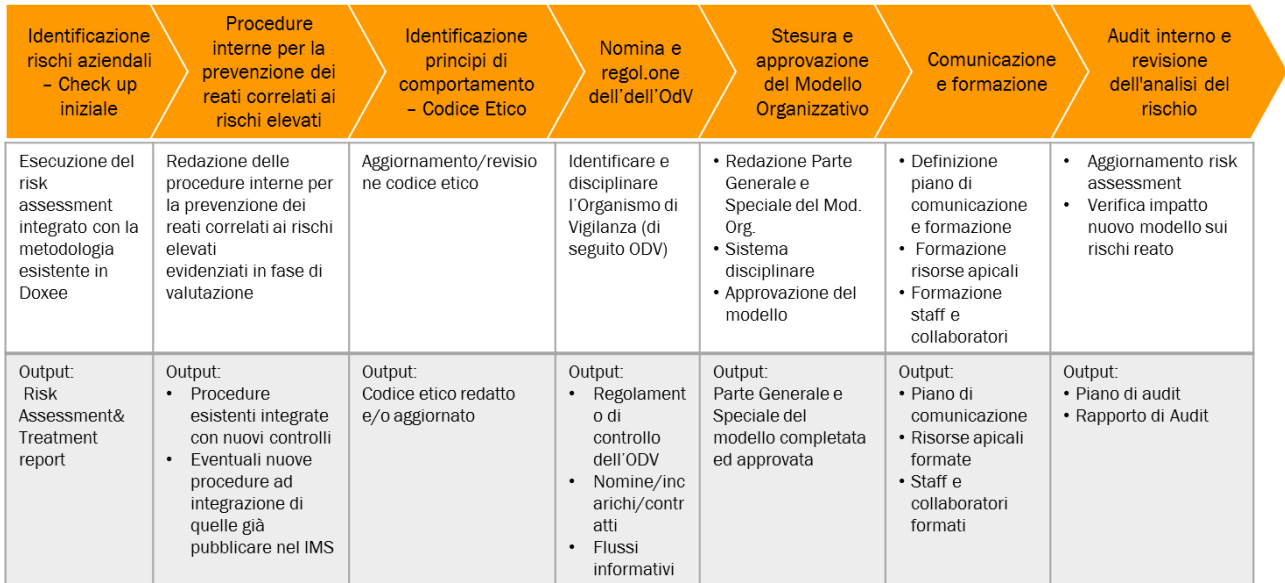 Identificazione
rischi aziendali
– Check up
iniziale
Procedure
interne per la
prevenzione dei
reati correlati ai
rischi elevati
Identificazione
principi di
comportamento
– Codice Etico
Nomina e
regol.one
dell'dell'OdV
Stesura e
approvazione
del Modello
Organizzativo
Comunicazione
e formazione
Audit interno e
revisione
dell'analisi del
rischio
Esecuzione del
risk
assessment
integrato con la
metodologia
esistente in
Doxee
Redazione delle
procedure interne per
la prevenzione dei
reati correlati ai rischi
elevati
evidenziati in fase di
valutazione
Aggiornamento/revisio
ne codice etico
Identificare e
disciplinare
l'Organismo di
Vigilanza (di
seguito ODV)
• Redazione Parte
Generale e
Speciale del Mod.
Org.
• Sistema
disciplinare
• Approvazione del
modello
• Definizione
piano di
comunicazione
e formazione
• Formazione
risorse apicali
• Formazione
staff e
collaboratori
• Aggiornamento risk
assessment
• Verifica impatto
nuovo modello sui
rischi reato
Output:
Risk
Assessment&
Treatment
report
Output:
• Procedure
esistenti integrate
con nuovi controlli
• Eventuali nuove
procedure ad
integrazione di
quelle già
pubblicare nel IMS
Output:
Codice etico redatto
e/o aggiornato
Output:
• Regolament
o di
controllo
dell'ODV
• Nomine/inc
arichi/contr
atti
• Flussi
informativi
Output:
Parte Generale e
Speciale del
modello completata
ed approvata
Output:
• Piano di
comunicazione
• Risorse apicali
formate
• Staff e
collaboratori
formati
Output:
• Piano di audit
• Rapporto di Audit